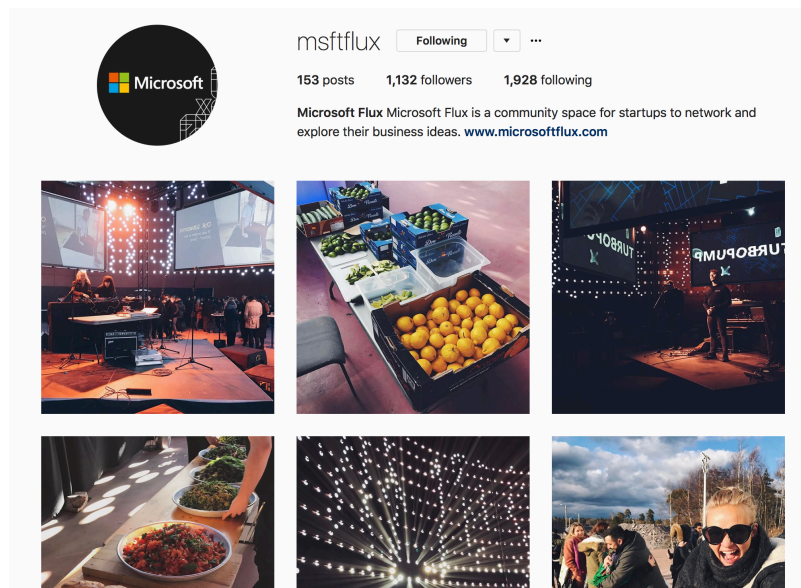 Microsoft
msftflux Following
153 posts 1,132 followers 1,928 following
Microsoft Flux Microsoft Flux is a community space for startups to network and
explore their business ideas. www.microsoftflux.com
TURBOPUMP